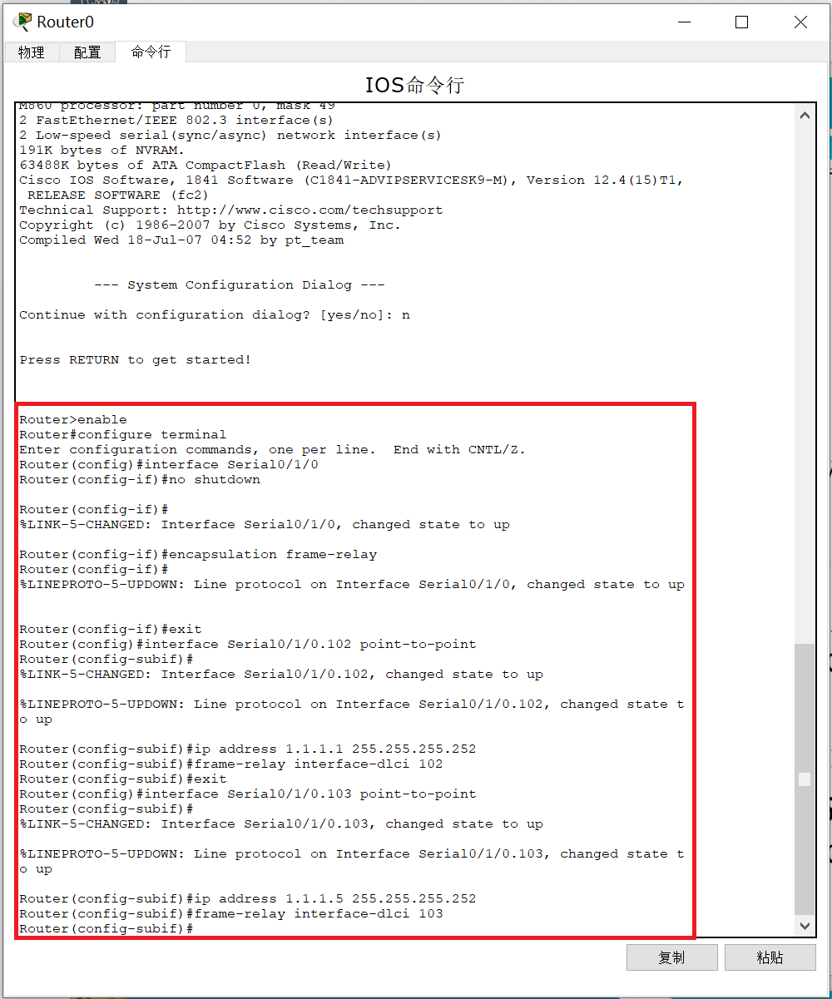 Router0
物理 配置 命令行
IOS命令行
M860 processor: part number 0, mask 49
2 FastEthernet/IEEE 802.3 interface(s)
2 Low-speed serial(sync/async) network interface(s)
191K bytes of NVRAM.
63488K bytes of ATA CompactFlash (Read/Write)
Cisco IOS Software, 1841 Software (C1841-ADVIPSERVICESK9-M), Version 12.4(15)T1,
 RELEASE SOFTWARE (fc2)
Technical Support: http://www.cisco.com/techsupport
Copyright (c) 1986-2007 by Cisco Systems, Inc.
Compiled Wed 18-Jul-07 04:52 by pt_team
--- System Configuration Dialog ---
Continue with configuration dialog? [yes/no]: n
Press RETURN to get started!
Router>enable
Router#configure terminal
Enter configuration commands, one per line.  End with CNTL/Z.
Router(config)#interface Serial0/1/0
Router(config-if)#no shutdown
Router(config-if)#
%LINK-5-CHANGED: Interface Serial0/1/0, changed state to up
Router(config-if)#encapsulation frame-relay
Router(config-if)#
%LINEPROTO-5-UPDOWN: Line protocol on Interface Serial0/1/0, changed state to up
Router(config-if)#exit
Router(config)#interface Serial0/1/0.102 point-to-point
Router(config-subif)#
%LINK-5-CHANGED: Interface Serial0/1/0.102, changed state to up
%LINEPROTO-5-UPDOWN: Line protocol on Interface Serial0/1/0.102, changed state t
o up
Router(config-subif)#ip address 1.1.1.1 255.255.255.252
Router(config-subif)#frame-relay interface-dlci 102
Router(config-subif)#exit
Router(config)#interface Serial0/1/0.103 point-to-point
Router(config-subif)#
%LINK-5-CHANGED: Interface Serial0/1/0.103, changed state to up
%LINEPROTO-5-UPDOWN: Line protocol on Interface Serial0/1/0.103, changed state t
o up
Router(config-subif)#ip address 1.1.1.5 255.255.255.252
Router(config-subif)#frame-relay interface-dlci 103
Router(config-subif)#
复制 粘贴